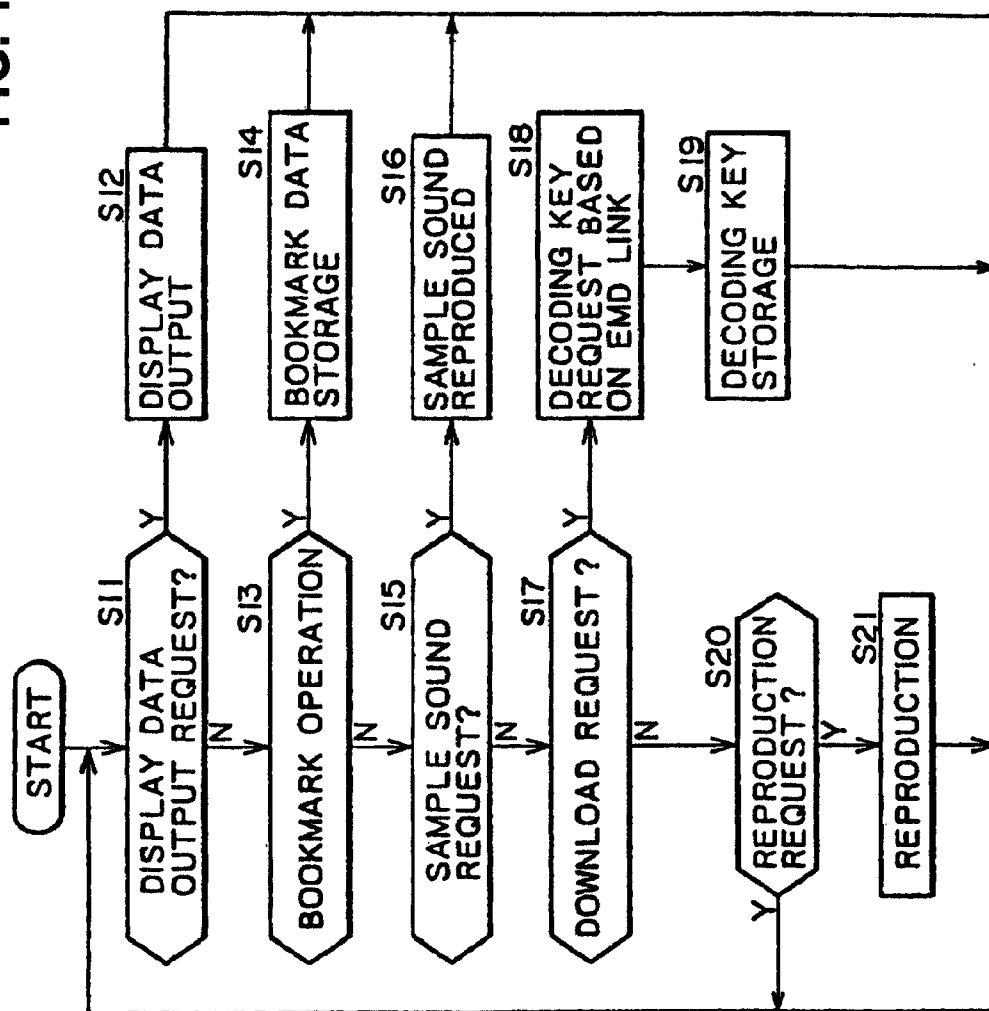 FIG. 
START
S11
DISPLAY DATA
OUTPUT REQUEST?
Y
N
S12
DISPLAY DATA
OUTPUT
S13
BOOKMARK OPERATION
Y
N
S14
BOOKMARK DATA
STORAGE
S15
SAMPLE SOUND
REQUEST?
Y
N
S16
SAMPLE SOUND
REPRODUCED
S17
DOWNLOAD REQUEST?
Y
N
S18
DECODING KEY
REQUEST BASED
ON EMD LINK
S19
DECODING KEY
STORAGE
S20
REPRODUCTION
REQUEST?
Y
Y
S21
REPRODUCTION